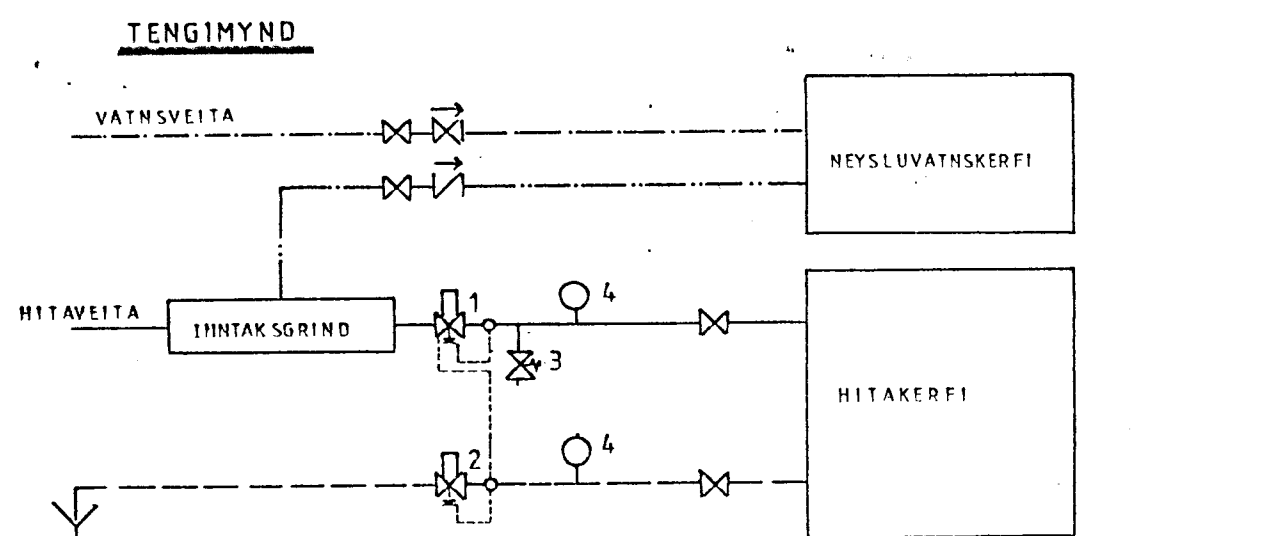 TENGIMYND
VATNSVEITA
NEYSLUVATNSKERFI
HITAVEITA
INNTAKSGRIND
1
4
3
HITAKERFI
2
4